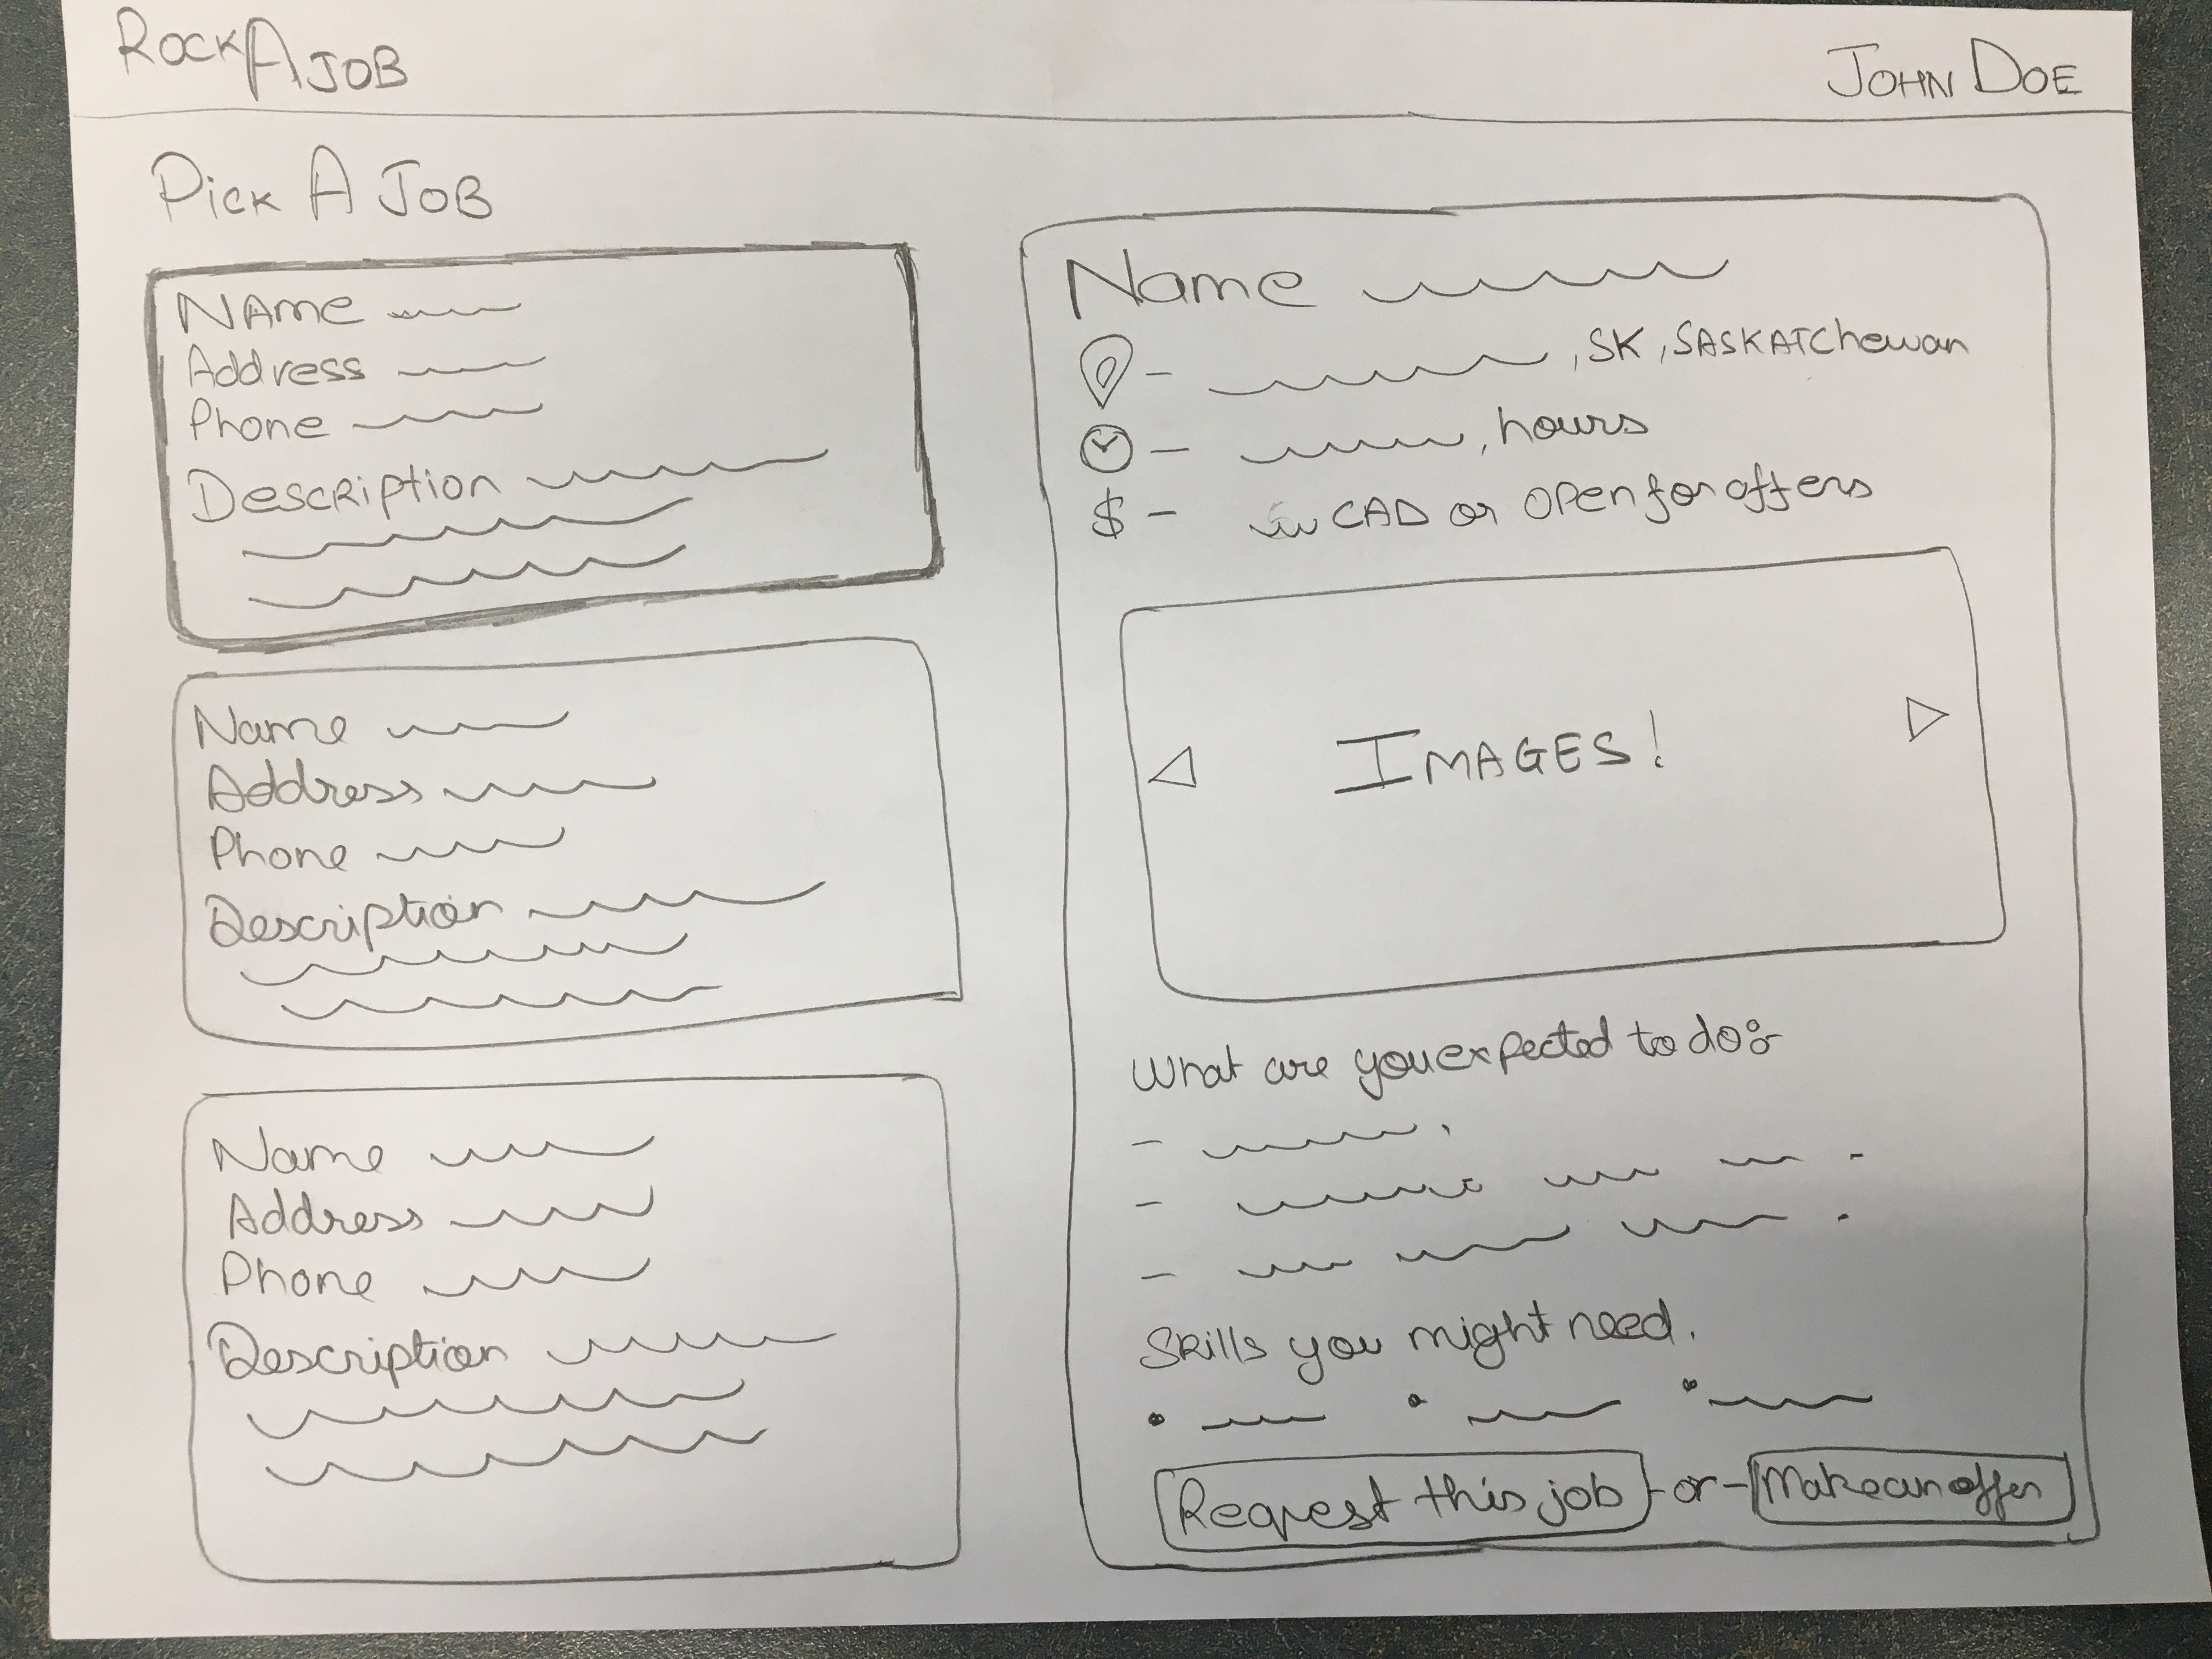 ROCKAJOB
JOHN DOE
PICK A JOB
NAME
Address
Phone
Description
Name
Address
Phone
Description
Name
Address
Phone
Description
Name
, SK, SASKATChewan
, hours
$ - in CAD or OPen for offers
IMAGES!
What are you expected to do:-
Skills you might need.
Request this job -or- Make an offer